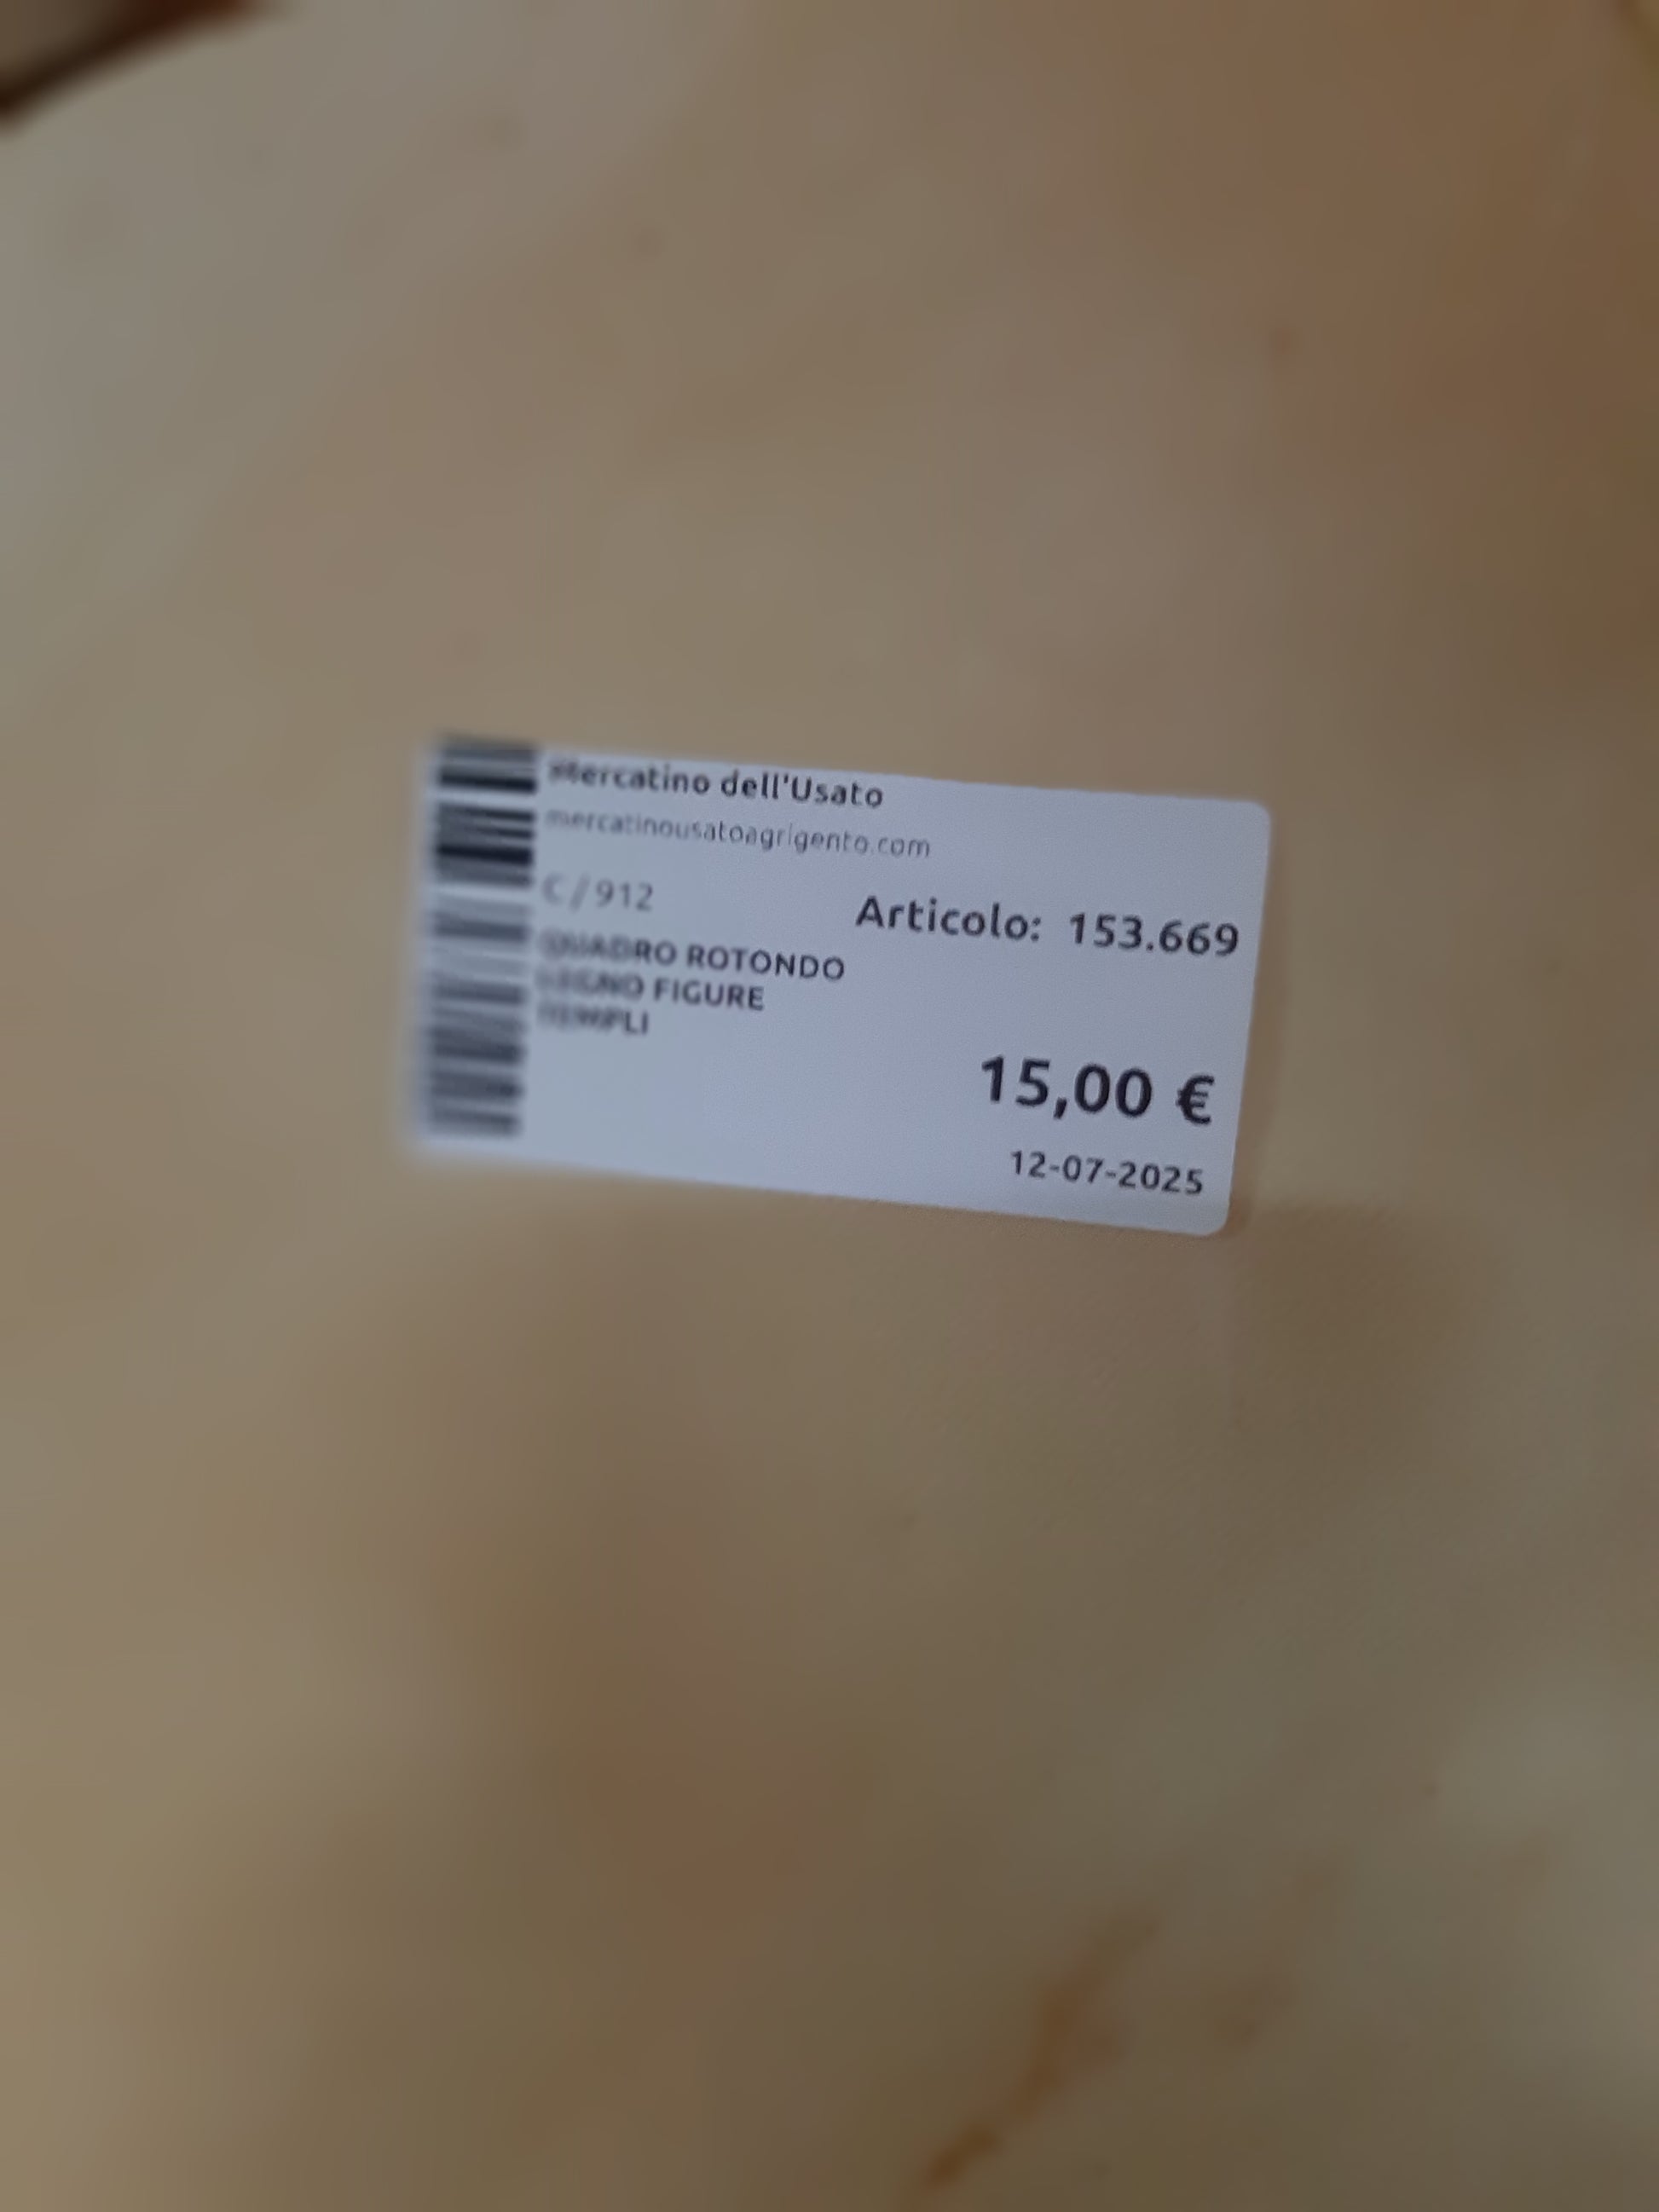 Mercatino dell'Usato
mercatinousatoagrigento.com
C / 912
Articolo: 153.669
QUADRO ROTONDO
LEGNO FIGURE
TEMPLI
15,00 €
12-07-2025